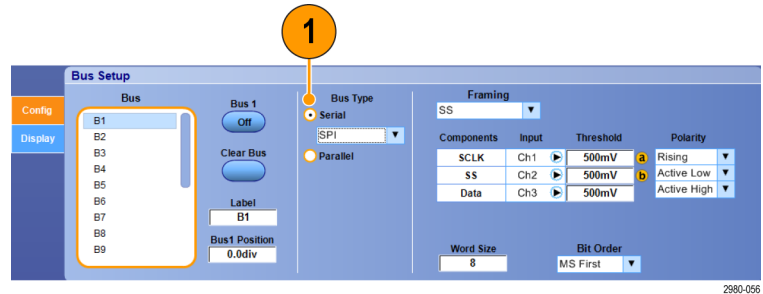 1
Bus Setup
Config
Display
Bus
B1
B2
B3
B4
B5
B6
B7
B8
B9
Bus 1
Off
Clear Bus
Label
B1
Bus1 Position
0.0div
Bus Type
Serial
SPI
Parallel
Framing
SS
Components Input Threshold Polarity
SCLK Ch1 500mV a Rising
SS Ch2 500mV b Active Low
Data Ch3 500mV Active High
Word Size
8
Bit Order
MS First
2980-056